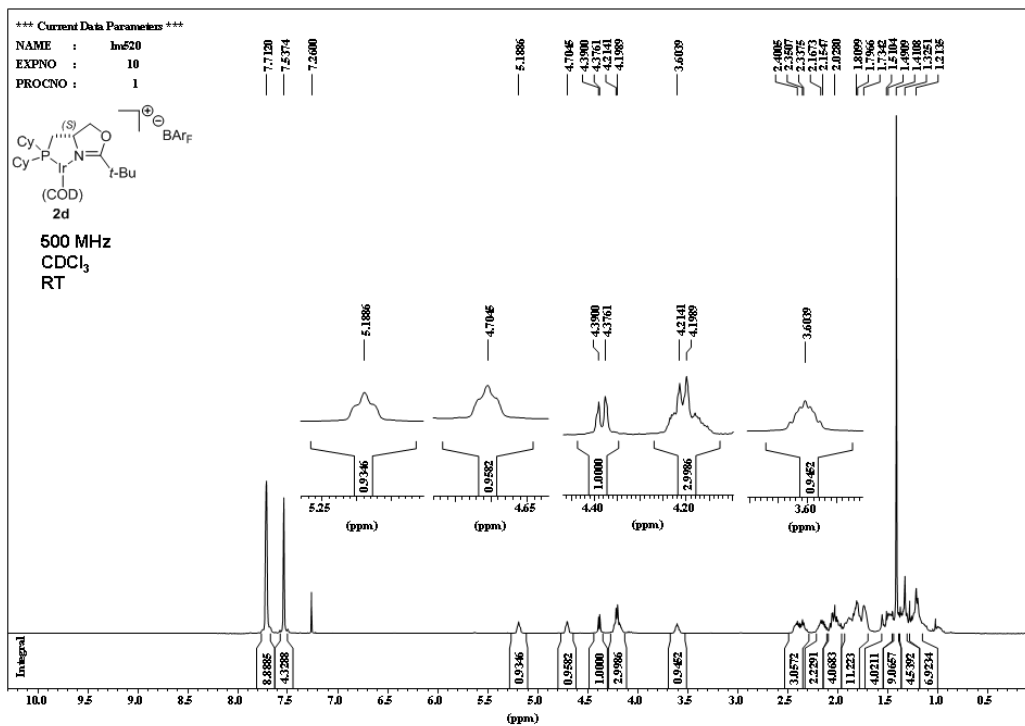 *** Current Data Parameters ***
NAME : lm520
EXPNO : 10
PROCNO : 1
7.7120
7.5374
7.2600
5.1886
4.7045
4.3900
4.3761
4.2141
4.1989
3.6039
2.4005
2.3507
2.3375
2.1673
2.1547
2.0280
1.8099
1.7966
1.7342
1.5104
1.4909
1.4108
1.3251
1.2135
(S)
O
⊕
⊖
BArF
Cy
Cy
P
N
Ir
t-Bu
(COD)
2d
500 MHz
CDCl3
RT
5.1886
4.7045
4.3900
4.3761
4.2141
4.1989
3.6039
0.9346
0.9582
1.0000
2.9986
0.9452
5.25
4.65
4.40
4.20
3.60
(ppm)
(ppm)
(ppm)
(ppm)
Integral
8.8885
4.3288
0.9346
0.9582
1.0000
2.9986
0.9452
3.0572
2.2291
4.0683
11.223
4.0211
9.0657
4.5392
6.9234
10.0 9.5 9.0 8.5 8.0 7.5 7.0 6.5 6.0 5.5 5.0 4.5 4.0 3.5 3.0 2.5 2.0 1.5 1.0 0.5
(ppm)